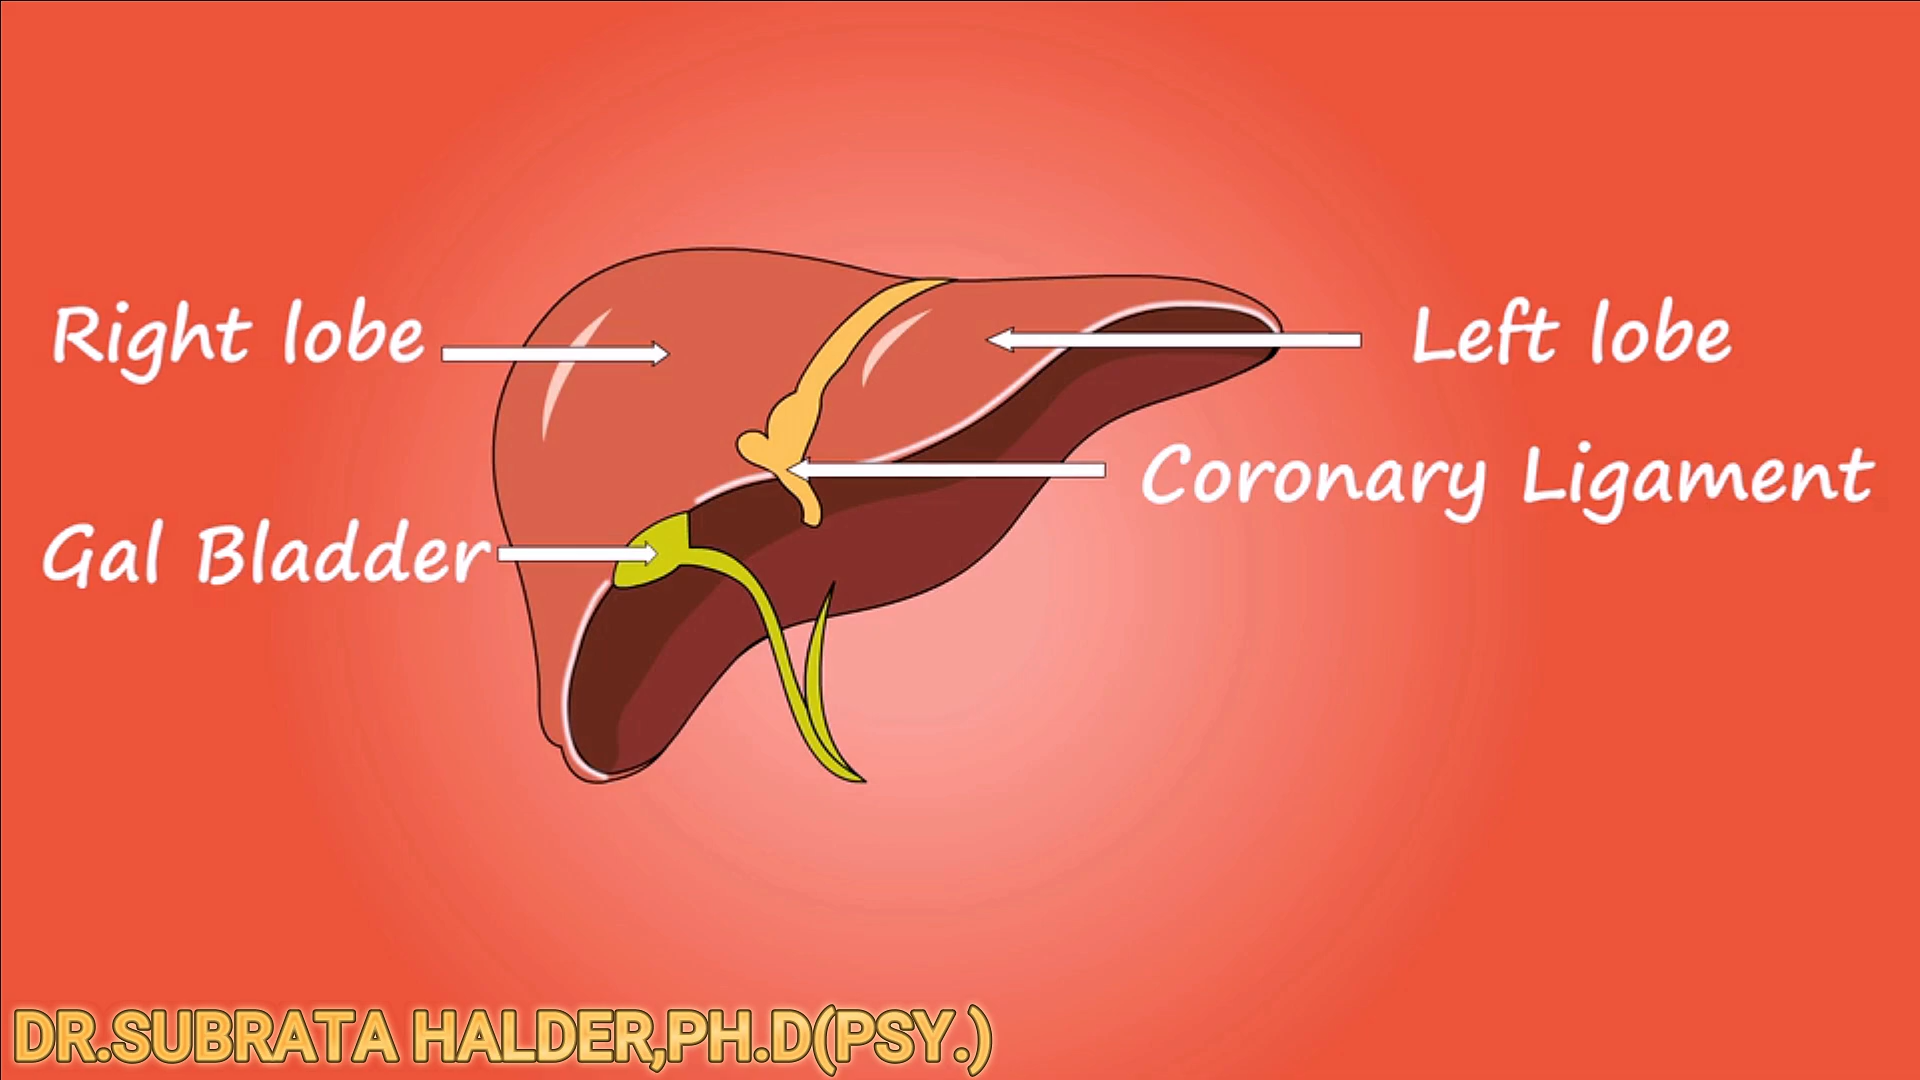 Right lobe
Left lobe
Coronary Ligament
Gal Bladder
DR.SUBRATA HALDER,PH.D(PSY.)